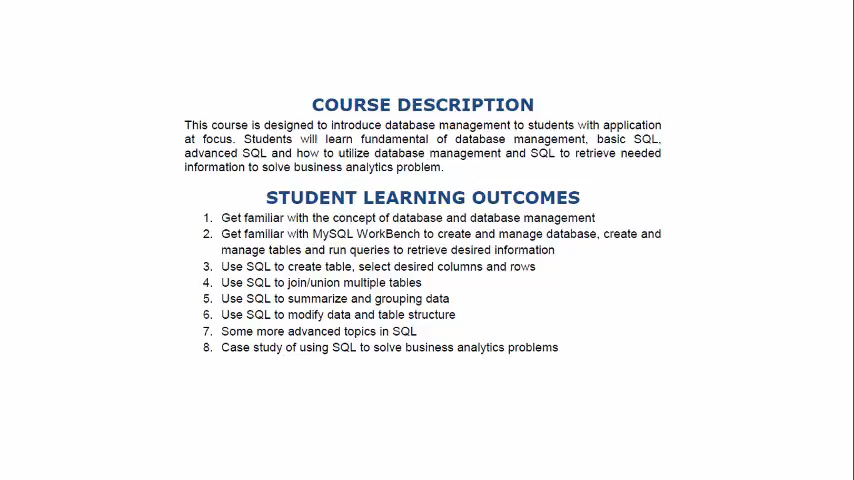 COURSE DESCRIPTION
This course is designed to introduce database management to students with application
at focus. Students will learn fundamental of database management, basic SQL,
advanced SQL and how to utilize database management and SQL to retrieve needed
information to solve business analytics problem.
STUDENT LEARNING OUTCOMES
1. Get familiar with the concept of database and database management
2. Get familiar with MySQL WorkBench to create and manage database, create and
manage tables and run queries to retrieve desired information
3. Use SQL to create table, select desired columns and rows
4. Use SQL to join/union multiple tables
5. Use SQL to summarize and grouping data
6. Use SQL to modify data and table structure
7. Some more advanced topics in SQL
8. Case study of using SQL to solve business analytics problems